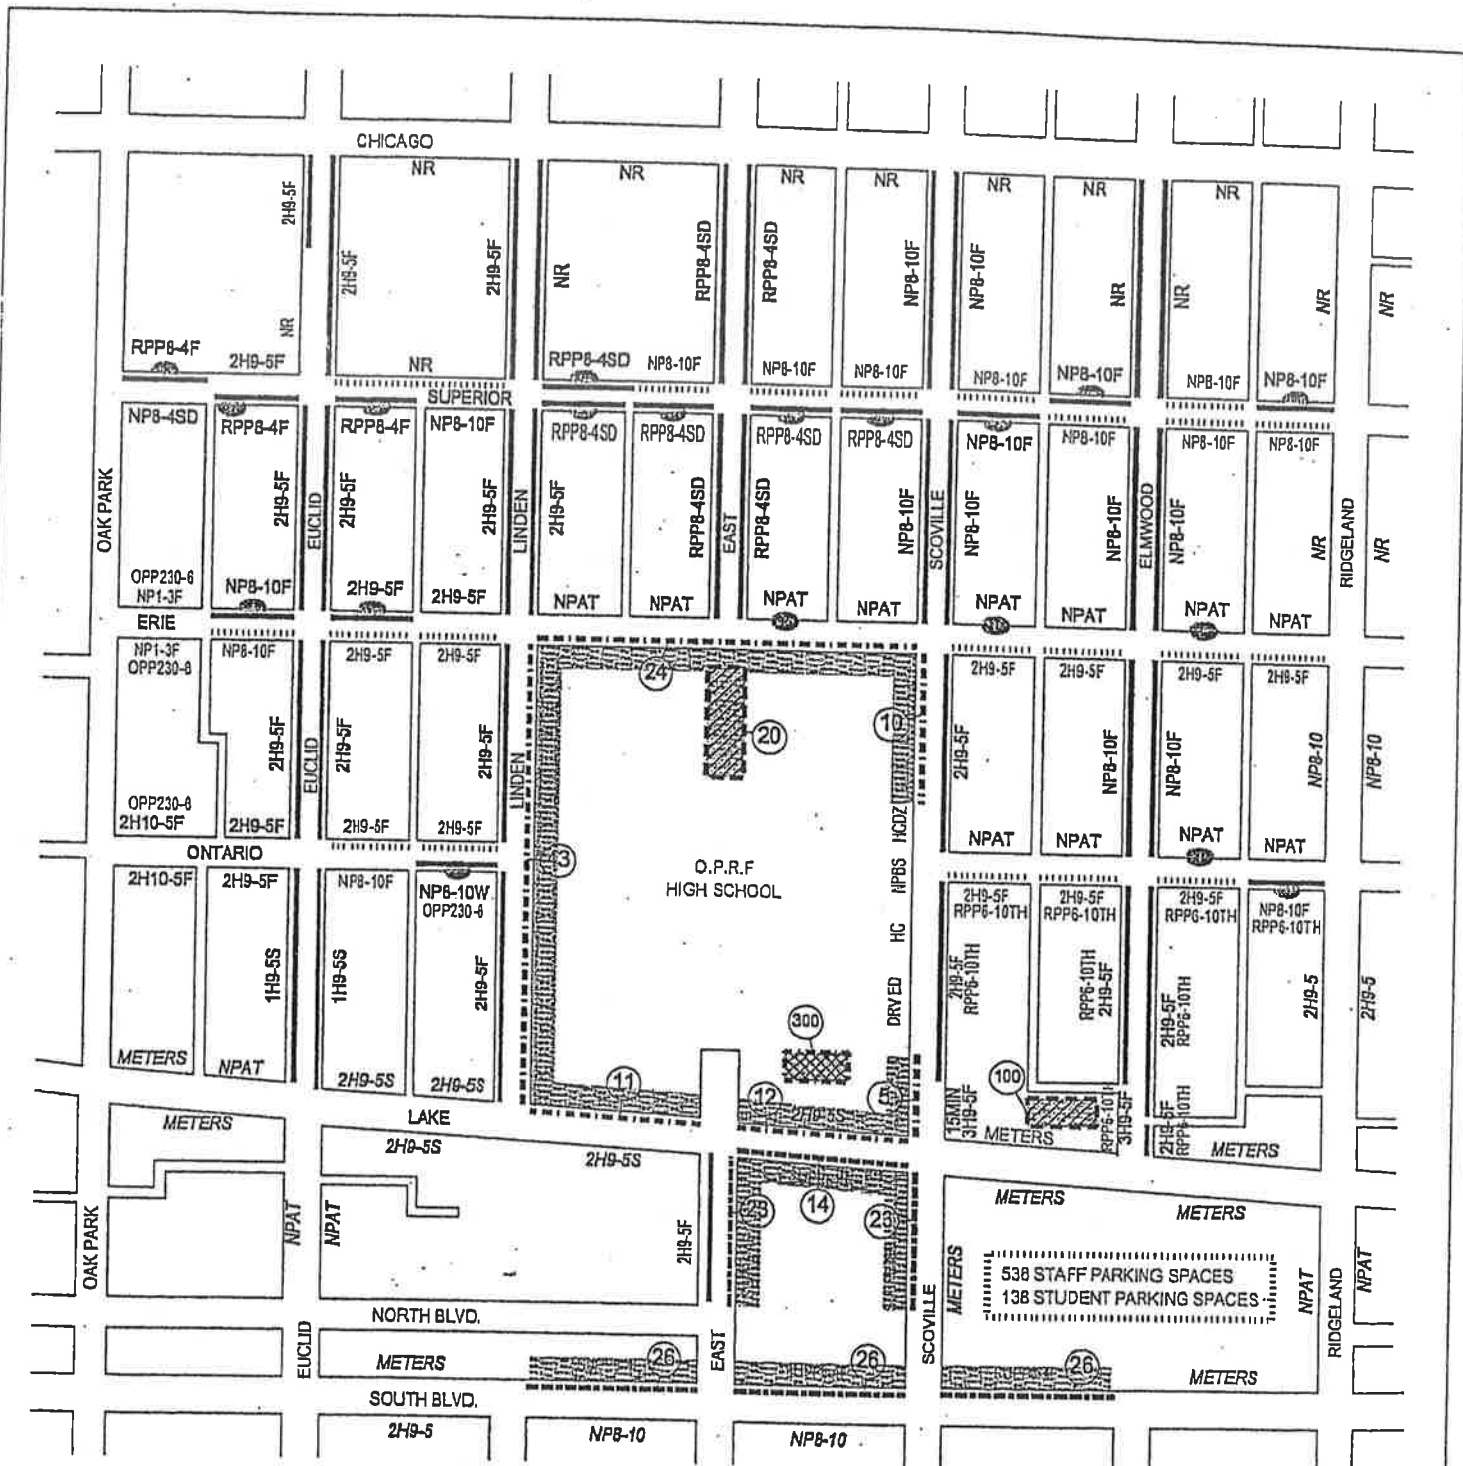 CHICAGO
NR
NR
NR
NR
NR
NR
NR
2H9-5F
2H9-5F
2H9-5F
NR
RPP8-4SD
RPP8-4SD
NP8-10F
NP8-10F
NR
NR
NR
NR
RPP8-4F
2H9-5F
NR
NR
RPP8-4SD
NP8-10F
NP8-10F
NP8-10F
NP8-10F
NP8-10F
NP8-10F
NP8-10F
SUPERIOR
NP8-4SD
RPP8-4F
RPP8-4F
NP8-10F
RPP8-4SD
RPP8-4SD
RPP8-4SD
RPP8-4SD
NP8-10F
NP8-10F
NP8-10F
NP8-10F
OAK PARK
2H9-5F
EUCLID
2H9-5F
2H9-5F
LINDEN
2H9-5F
RPP8-4SD
EAST
RPP8-4SD
NP8-10F
SCOVILLE
NP8-10F
NP8-10F
ELMWOOD
NP8-10F
NR
RIDGELAND
NR
OPP230-6
NP1-3F
NP8-10F
2H9-5F
2H9-5F
NPAT
NPAT
NPAT
NPAT
NPAT
NPAT
NPAT
NPAT
ERIE
NP1-3F
OPP230-6
NP8-10F
2H9-5F
2H9-5F
24
20
10
2H9-5F
2H9-5F
2H9-5F
2H9-5F
2H9-5F
EUCLID
2H9-5F
2H9-5F
LINDEN
2H9-5F
NP8-10F
NP8-10F
NP8-10
NP8-10
OPP230-6
2H10-5F
2H9-5F
2H9-5F
2H9-5F
HCDZ
NPAT
NPAT
NPAT
NPAT
ONTARIO
2H10-5F
2H9-5F
NP8-10F
NP8-10W
OPP230-6
3
O.P.R.F
HIGH SCHOOL
NPBS
HC
DRV ED
2H9-5F
RPP6-10TH
2H9-5F
RPP6-10TH
2H9-5F
RPP6-10TH
NP8-10F
RPP6-10TH
1H9-5S
1H9-5S
2H9-5F
2H9-5F
RPP6-10TH
RPP6-10TH
2H9-5F
2H9-5F
RPP6-10TH
2H9-5
2H9-5
METERS
NPAT
2H9-5S
2H9-5S
11
300
12
2H9-5S
5
100
15MIN
3H9-5F
METERS
RPP6-10TH
3H9-5F
2H9-5F
RPP6-10TH
METERS
METERS
LAKE
2H9-5S
2H9-5S
OAK PARK
NPAT
NPAT
2H9-5F
14
23
METERS
METERS
METERS
538 STAFF PARKING SPACES
138 STUDENT PARKING SPACES
NPAT
RIDGELAND
NPAT
NORTH BLVD.
EUCLID
METERS
26
EAST
26
SCOVILLE
26
METERS
SOUTH BLVD.
2H9-5
NP8-10
NP8-10